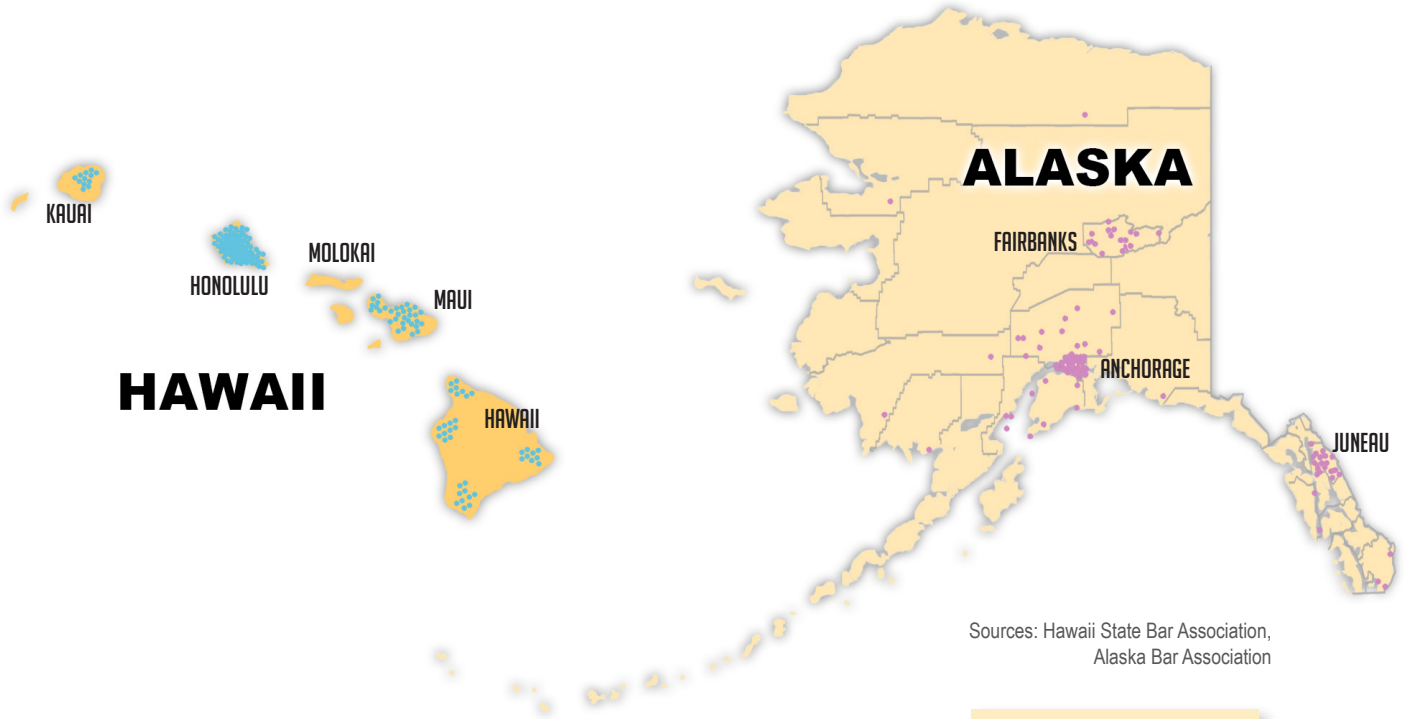 KAUAI
HONOLULU
MOLOKAI
MAUI
HAWAII
HAWAII
ALASKA
FAIRBANKS
ANCHORAGE
JUNEAU
Sources: Hawaii State Bar Association,
Alaska Bar Association